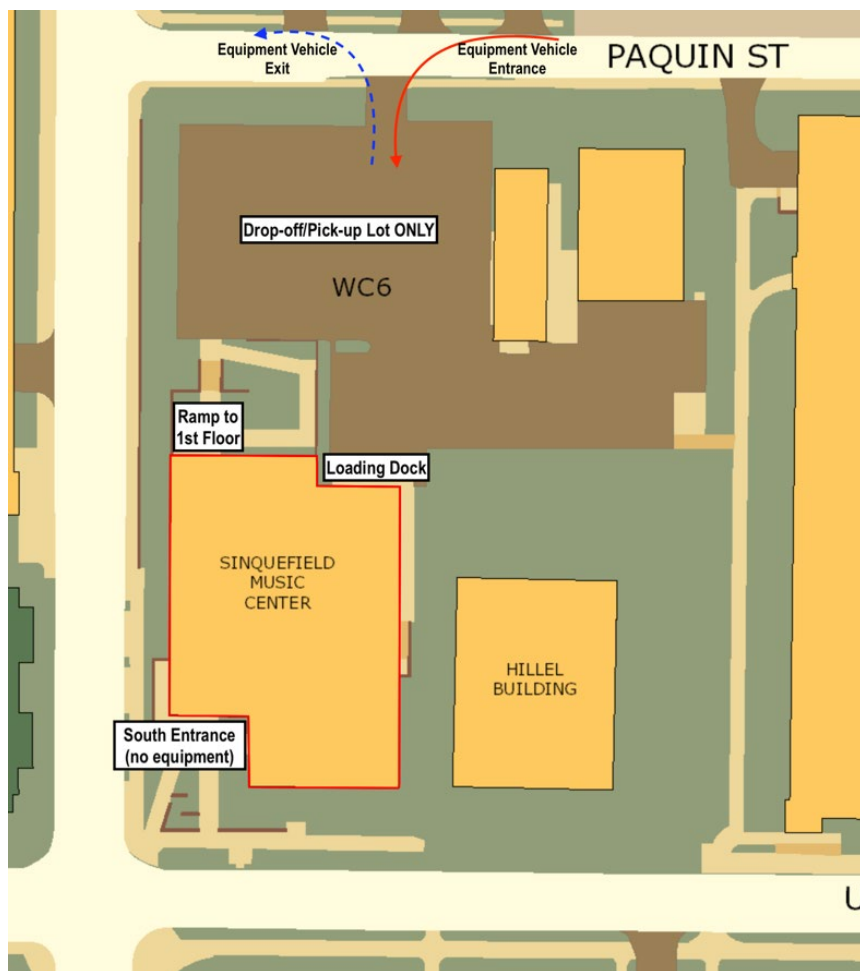 Equipment Vehicle
Exit
Equipment Vehicle
Entrance
PAQUIN ST
Drop-off/Pick-up Lot ONLY
WC6
Ramp to
1st Floor
Loading Dock
SINQUEFIELD
MUSIC
CENTER
HILLEL
BUILDING
South Entrance
(no equipment)
U